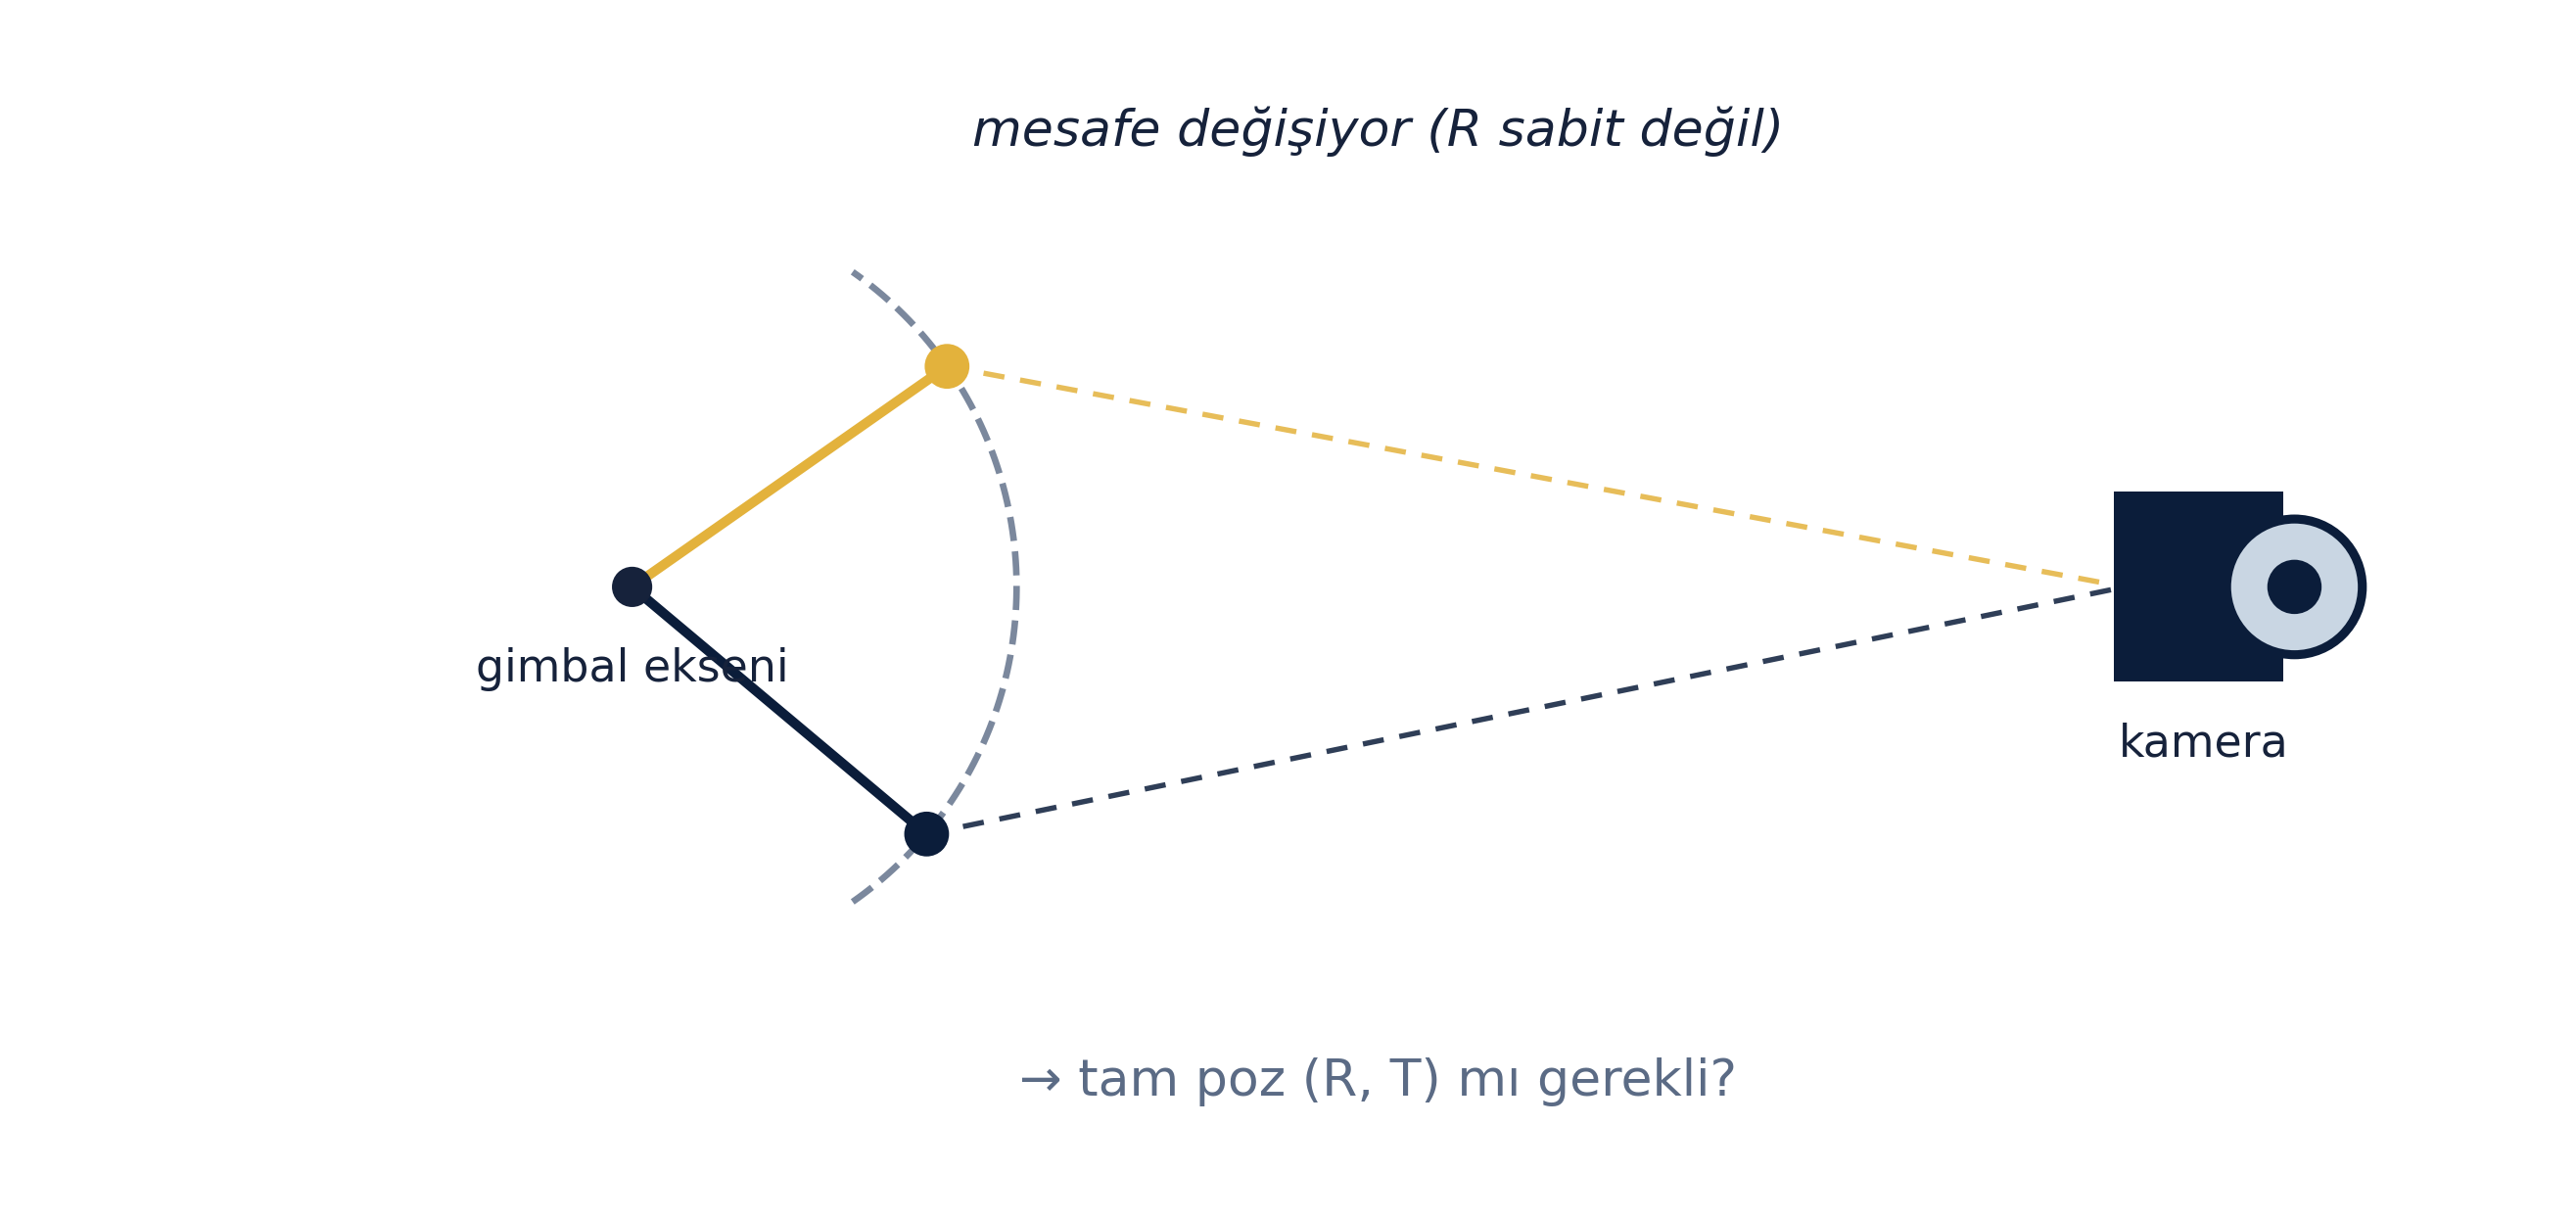 mesafe değişiyor (R sabit değil)
gimbal ekseni
kamera
→ tam poz (R, T) mı gerekli?